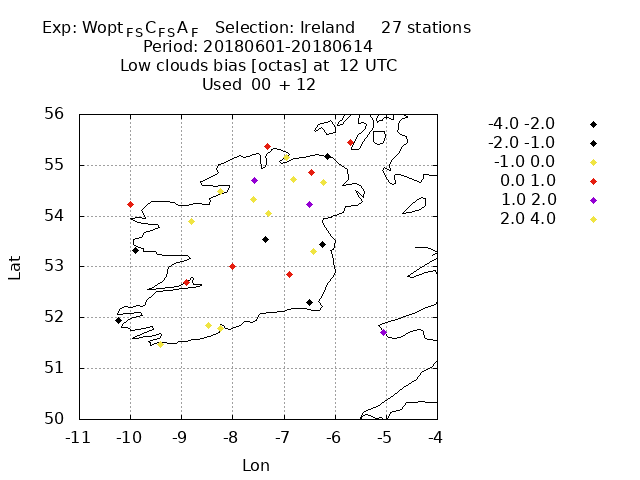 Exp: Wopt_FS C_FS A_F Selection: Ireland 27 stations
Period: 20180601-20180614
Low clouds bias [octas] at 12 UTC
Used 00 + 12
-4.0 -2.0
-2.0 -1.0
-1.0 0.0
0.0 1.0
1.0 2.0
2.0 4.0
56
55
54
53
52
51
50
Lat
-11 -10 -9 -8 -7 -6 -5 -4
Lon